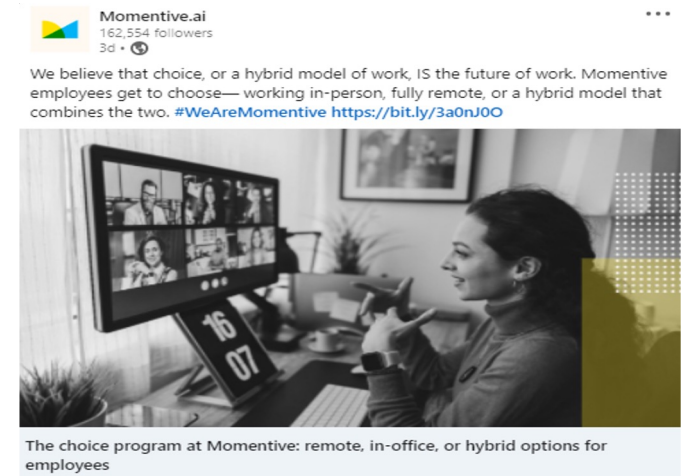 Momentive.ai
162,554 followers
3d •
We believe that choice, or a hybrid model of work, IS the future of work. Momentive
employees get to choose— working in-person, fully remote, or a hybrid model that
combines the two. #WeAreMomentive https://bit.ly/3a0nJ0O
16
07
The choice program at Momentive: remote, in-office, or hybrid options for
employees